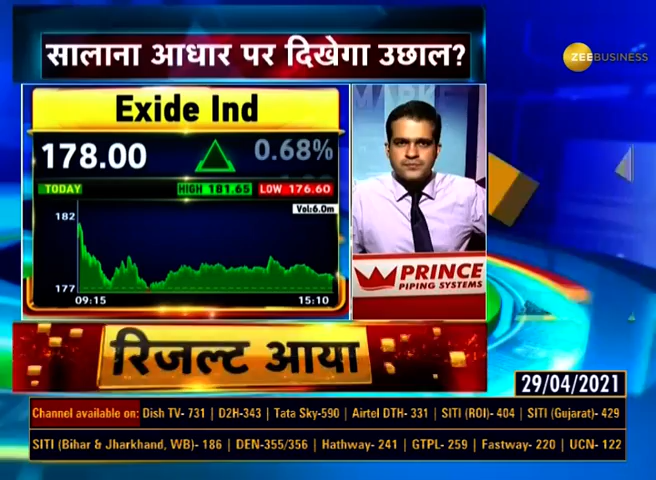 सालाना आधार पर दिखेगा उछाल?
ZEEBUSINESS
Exide Ind
178.00 0.68%
TODAY HIGH 181.65 LOW 176.60
Vol:6.0m
182
177
09:15 15:10
PRINCE
PIPING SYSTEMS
रिजल्ट आया
29/04/2021
Channel available on: Dish TV- 731 | D2H-343 | Tata Sky-590 | Airtel DTH- 331 | SITI (ROI)- 404 | SITI (Gujarat)- 429
SITI (Bihar & Jharkhand, WB)- 186 | DEN-355/356 | Hathway- 241 | GTPL- 259 | Fastway- 220 | UCN- 122